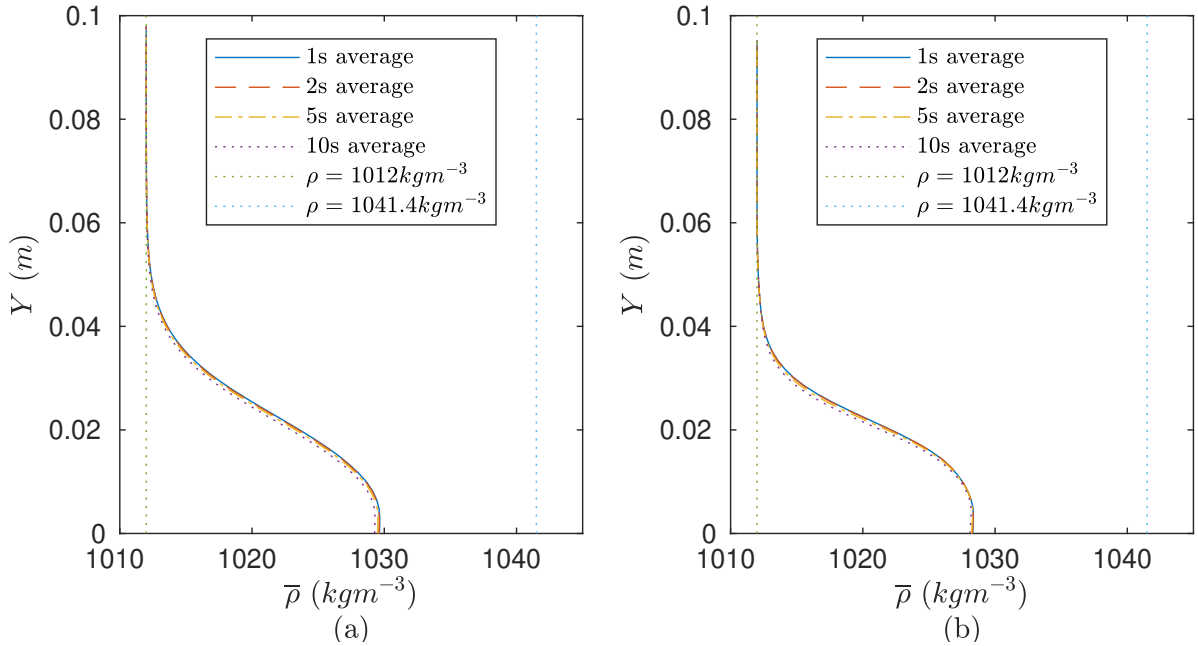 0.1
0.08
0.06
0.04
0.02
0
Y (m)
1s average
2s average
5s average
10s average
ρ = 1012kgm⁻³
ρ = 1041.4kgm⁻³
1010 1020 1030 1040
ρ̅ (kgm⁻³)
(a)
0.1
0.08
0.06
0.04
0.02
0
Y (m)
1s average
2s average
5s average
10s average
ρ = 1012kgm⁻³
ρ = 1041.4kgm⁻³
1010 1020 1030 1040
ρ̅ (kgm⁻³)
(b)